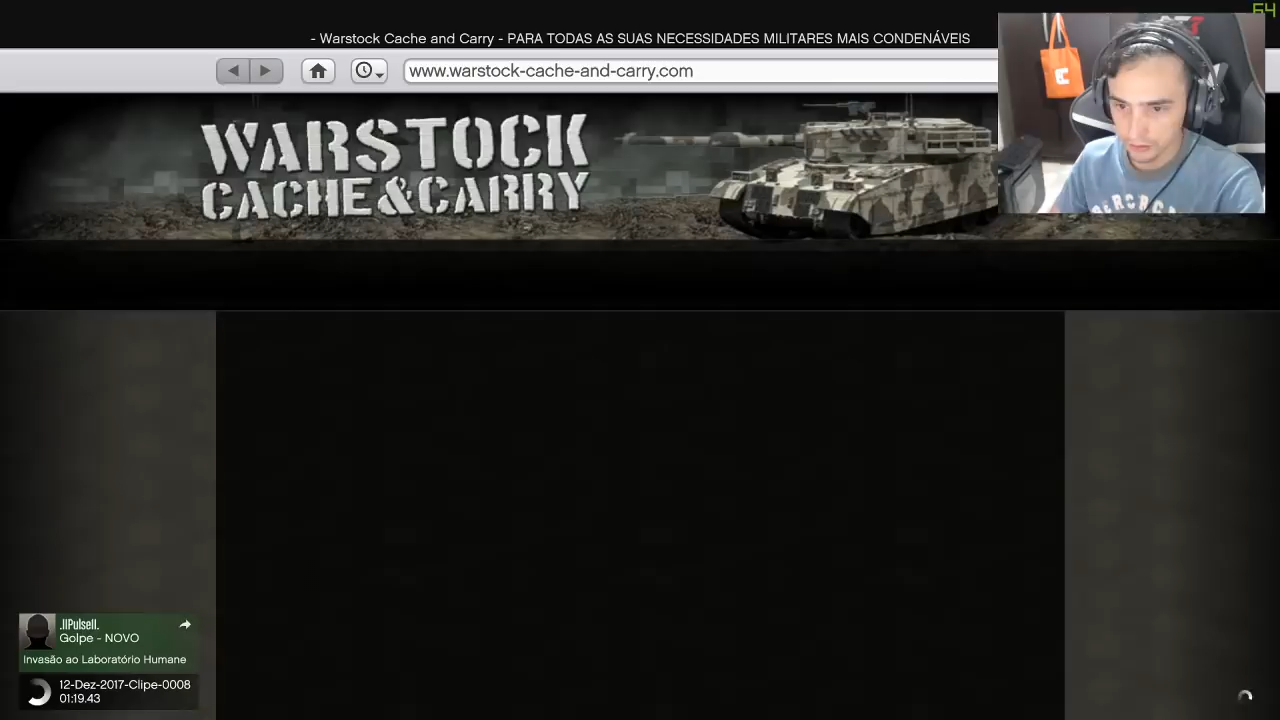 64
- Warstock Cache and Carry - PARA TODAS AS SUAS NECESSIDADES MILITARES MAIS CONDENÁVEIS
www.warstock-cache-and-carry.com
WARSTOCK
CACHE&CARRY
.llPulsell.
Golpe - NOVO
Invasão ao Laboratório Humane
12-Dez-2017-Clipe-0008
01:19.43